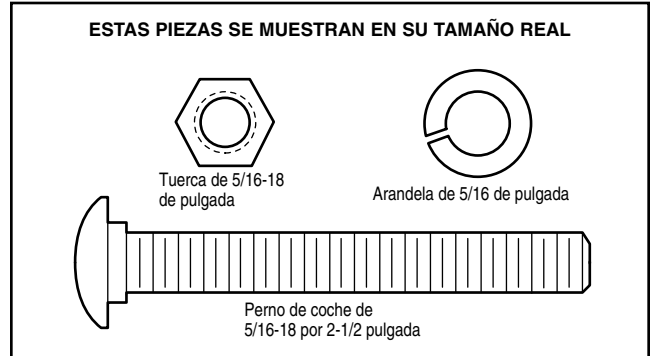 ESTAS PIEZAS SE MUESTRAN EN SU TAMAÑO REAL
Tuerca de 5/16-18
de pulgada
Arandela de 5/16 de pulgada
Perno de coche de
5/16-18 por 2-1/2 pulgada